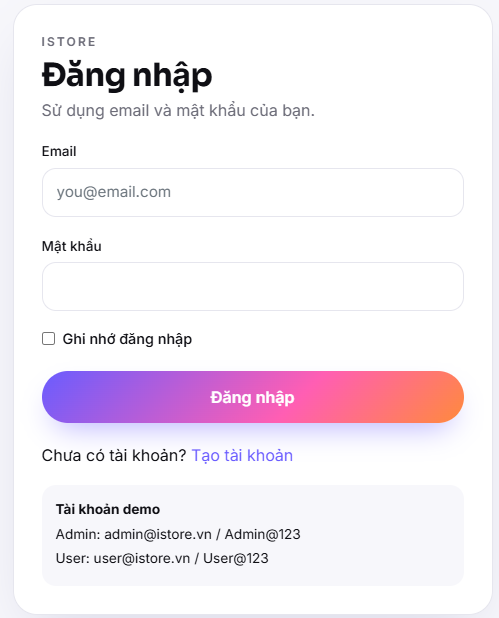 ISTORE
Đăng nhập
Sử dụng email và mật khẩu của bạn.
Email
you@email.com
Mật khẩu
Ghi nhớ đăng nhập
Đăng nhập
Chưa có tài khoản? Tạo tài khoản
Tài khoản demo
Admin: admin@istore.vn / Admin@123
User: user@istore.vn / User@123